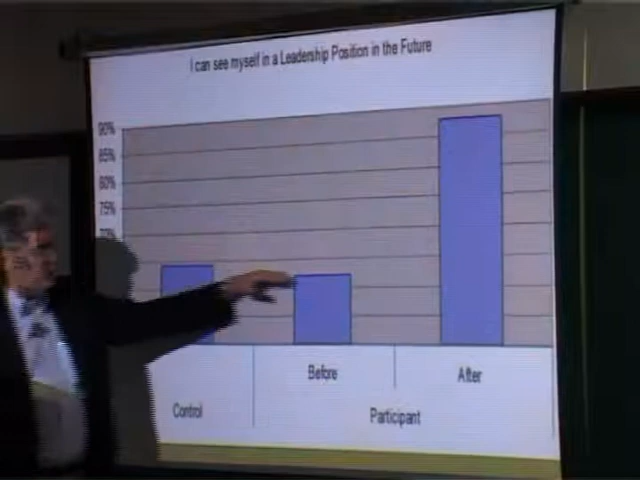 I can see myself in a Leadership Position in the Future
90%
85%
80%
75%
Before
After
Control
Participant